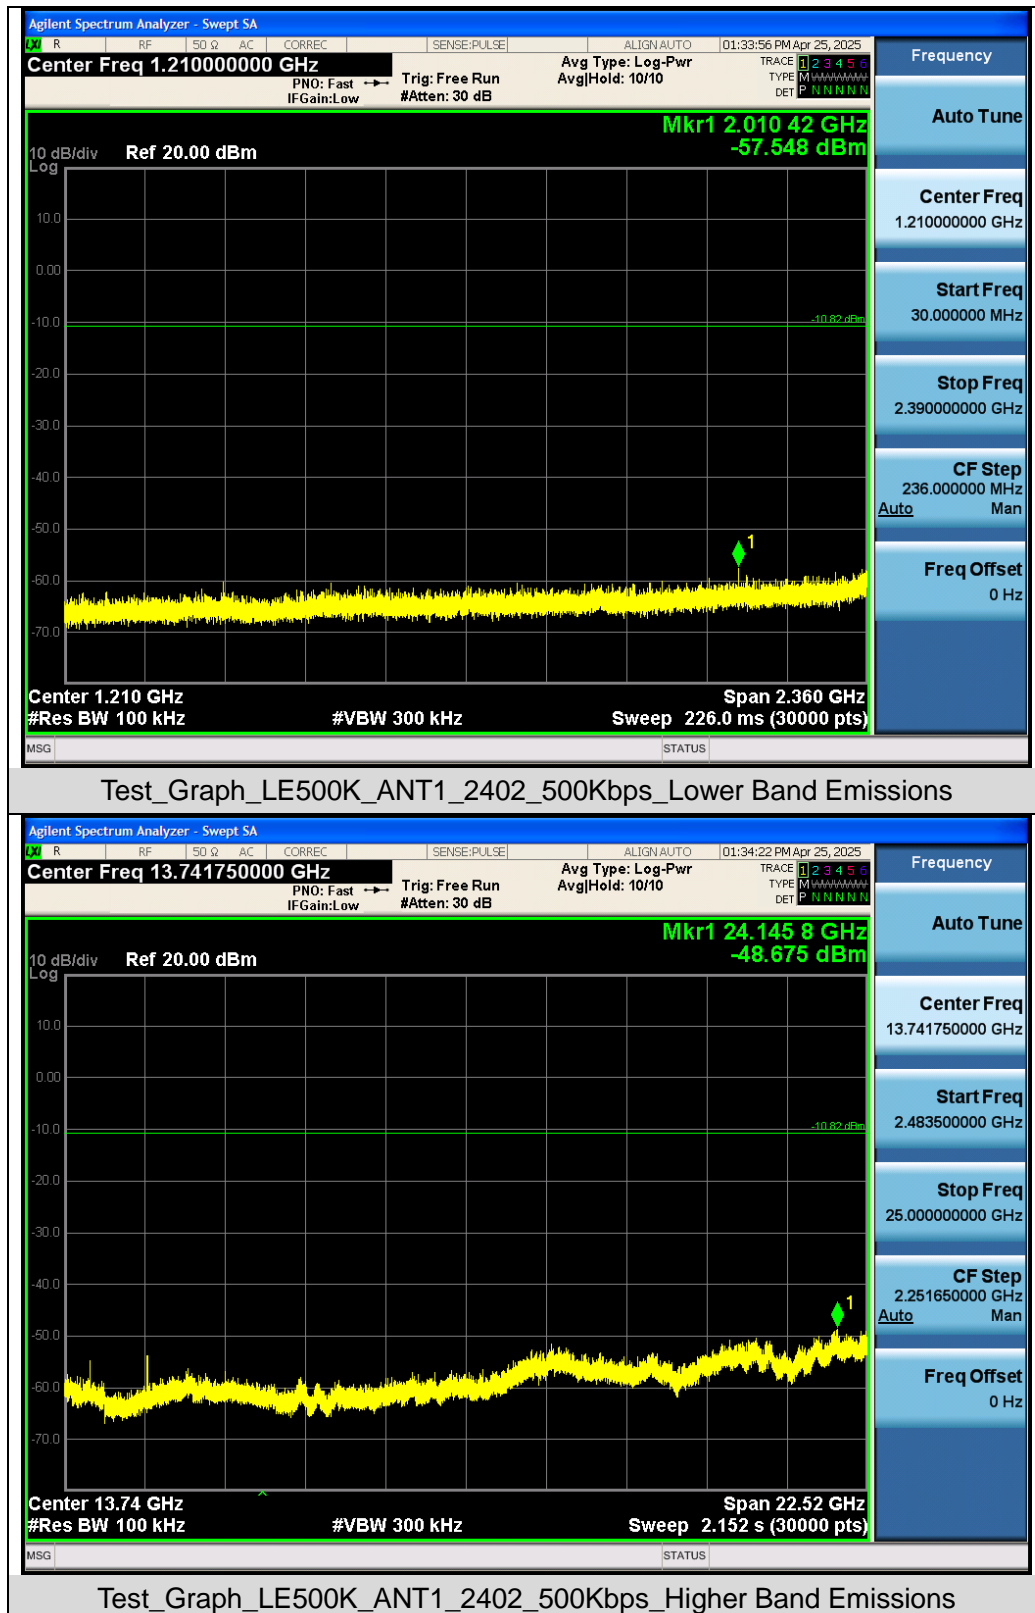 Agilent Spectrum Analyzer - Swept SA
LXI R RF 50 Ω AC CORREC SENSE:PULSE ALIGN AUTO 01:33:56 PM Apr 25, 2025
Center Freq 1.210000000 GHz
PNO: Fast
IFGain:Low
Trig: Free Run
#Atten: 30 dB
Avg Type: Log-Pwr
Avg|Hold: 10/10
TRACE 1 2 3 4 5 6
TYPE M
DET P N N N N N
Mkr1 2.010 42 GHz
-57.548 dBm
10 dB/div
Log
Ref 20.00 dBm
10.0
0.00
-10.0
-20.0
-30.0
-40.0
-50.0
-60.0
-70.0
-10.82 dBm
1
Center 1.210 GHz
Span 2.360 GHz
#Res BW 100 kHz
#VBW 300 kHz
Sweep 226.0 ms (30000 pts)
MSG
STATUS
Frequency
Auto Tune
Center Freq
1.210000000 GHz
Start Freq
30.000000 MHz
Stop Freq
2.390000000 GHz
CF Step
236.000000 MHz
Auto Man
Freq Offset
0 Hz
Test_Graph_LE500K_ANT1_2402_500Kbps_Lower Band Emissions
Agilent Spectrum Analyzer - Swept SA
LXI R RF 50 Ω AC CORREC SENSE:PULSE ALIGN AUTO 01:34:22 PM Apr 25, 2025
Center Freq 13.741750000 GHz
PNO: Fast
IFGain:Low
Trig: Free Run
#Atten: 30 dB
Avg Type: Log-Pwr
Avg|Hold: 10/10
TRACE 1 2 3 4 5 6
TYPE M
DET P N N N N N
Mkr1 24.145 8 GHz
-48.675 dBm
10 dB/div
Log
Ref 20.00 dBm
10.0
0.00
-10.0
-20.0
-30.0
-40.0
-50.0
-60.0
-70.0
-10.82 dBm
1
Center 13.74 GHz
Span 22.52 GHz
#Res BW 100 kHz
#VBW 300 kHz
Sweep 2.152 s (30000 pts)
MSG
STATUS
Frequency
Auto Tune
Center Freq
13.741750000 GHz
Start Freq
2.483500000 GHz
Stop Freq
25.000000000 GHz
CF Step
2.251650000 GHz
Auto Man
Freq Offset
0 Hz
Test_Graph_LE500K_ANT1_2402_500Kbps_Higher Band Emissions